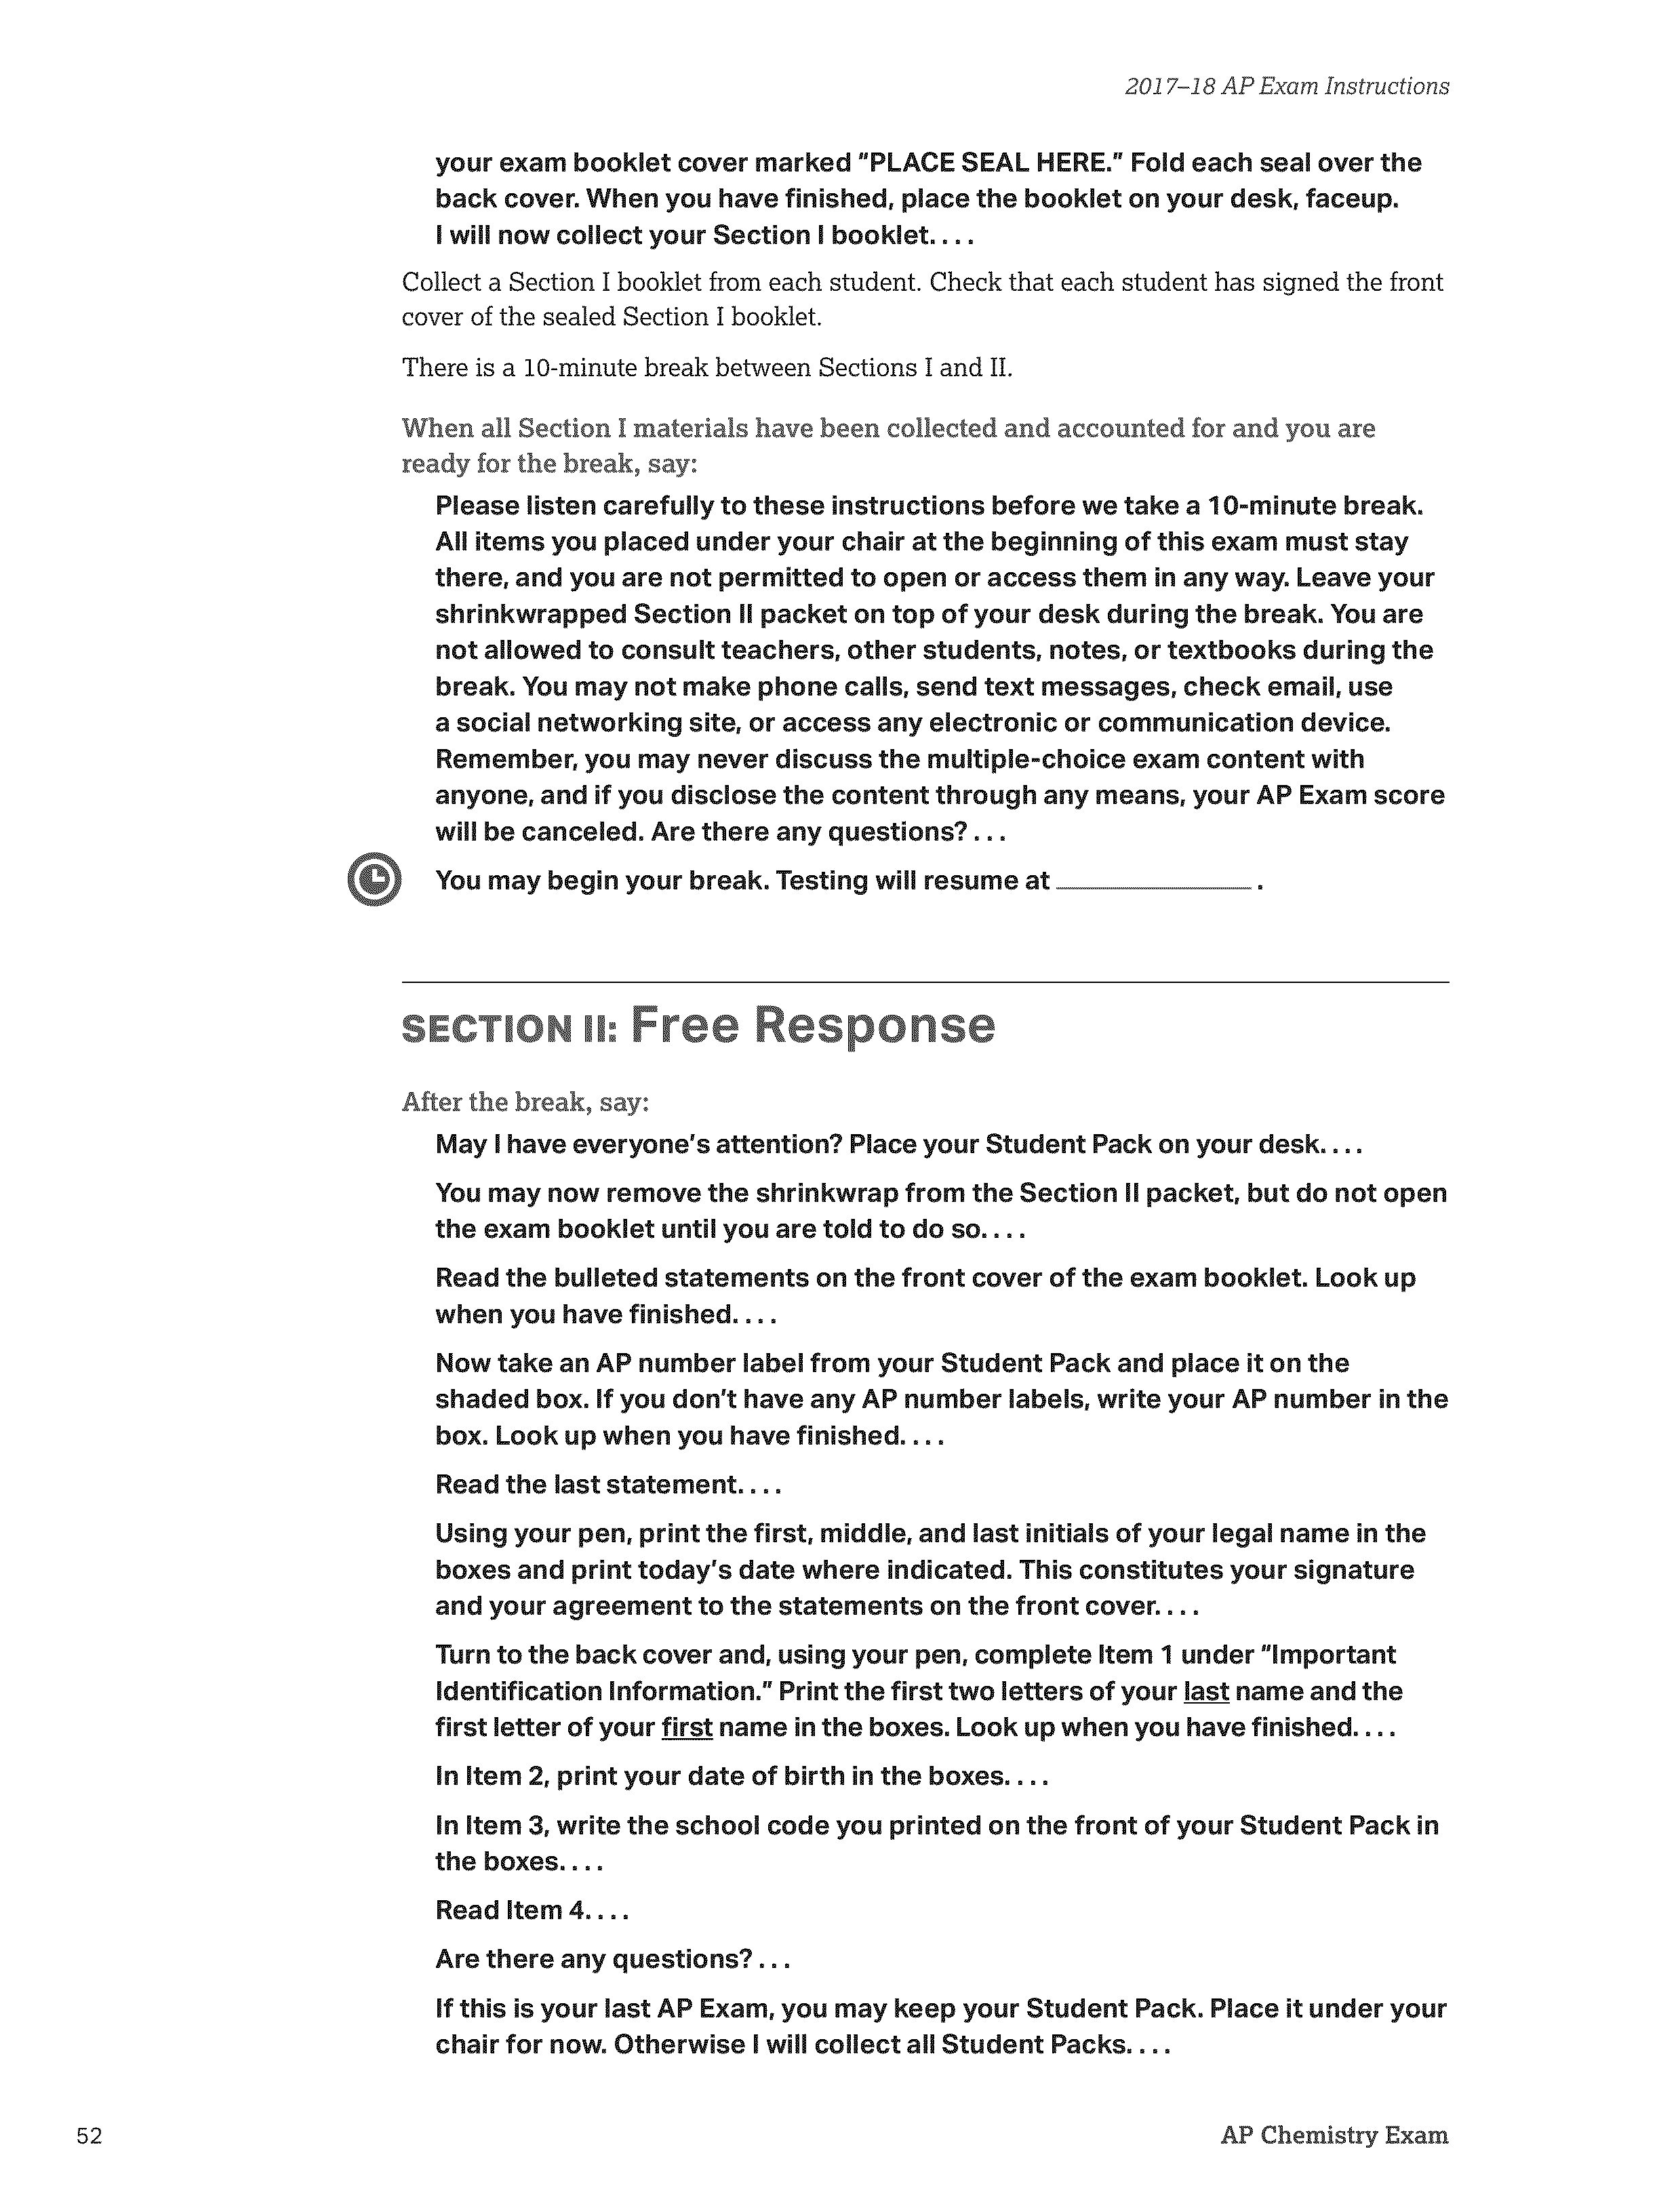 2017–18 AP Exam Instructions
your exam booklet cover marked "PLACE SEAL HERE." Fold each seal over the
back cover. When you have finished, place the booklet on your desk, faceup.
I will now collect your Section I booklet. . . .
Collect a Section I booklet from each student. Check that each student has signed the front
cover of the sealed Section I booklet.
There is a 10-minute break between Sections I and II.
When all Section I materials have been collected and accounted for and you are
ready for the break, say:
Please listen carefully to these instructions before we take a 10-minute break.
All items you placed under your chair at the beginning of this exam must stay
there, and you are not permitted to open or access them in any way. Leave your
shrinkwrapped Section II packet on top of your desk during the break. You are
not allowed to consult teachers, other students, notes, or textbooks during the
break. You may not make phone calls, send text messages, check email, use
a social networking site, or access any electronic or communication device.
Remember, you may never discuss the multiple-choice exam content with
anyone, and if you disclose the content through any means, your AP Exam score
will be canceled. Are there any questions? . . .
You may begin your break. Testing will resume at ____________ .
SECTION II: Free Response
After the break, say:
May I have everyone's attention? Place your Student Pack on your desk. . . .
You may now remove the shrinkwrap from the Section II packet, but do not open
the exam booklet until you are told to do so. . . .
Read the bulleted statements on the front cover of the exam booklet. Look up
when you have finished. . . .
Now take an AP number label from your Student Pack and place it on the
shaded box. If you don't have any AP number labels, write your AP number in the
box. Look up when you have finished. . . .
Read the last statement. . . .
Using your pen, print the first, middle, and last initials of your legal name in the
boxes and print today's date where indicated. This constitutes your signature
and your agreement to the statements on the front cover. . . .
Turn to the back cover and, using your pen, complete Item 1 under "Important
Identification Information." Print the first two letters of your last name and the
first letter of your first name in the boxes. Look up when you have finished. . . .
In Item 2, print your date of birth in the boxes. . . .
In Item 3, write the school code you printed on the front of your Student Pack in
the boxes. . . .
Read Item 4. . . .
Are there any questions? . . .
If this is your last AP Exam, you may keep your Student Pack. Place it under your
chair for now. Otherwise I will collect all Student Packs. . . .
52
AP Chemistry Exam